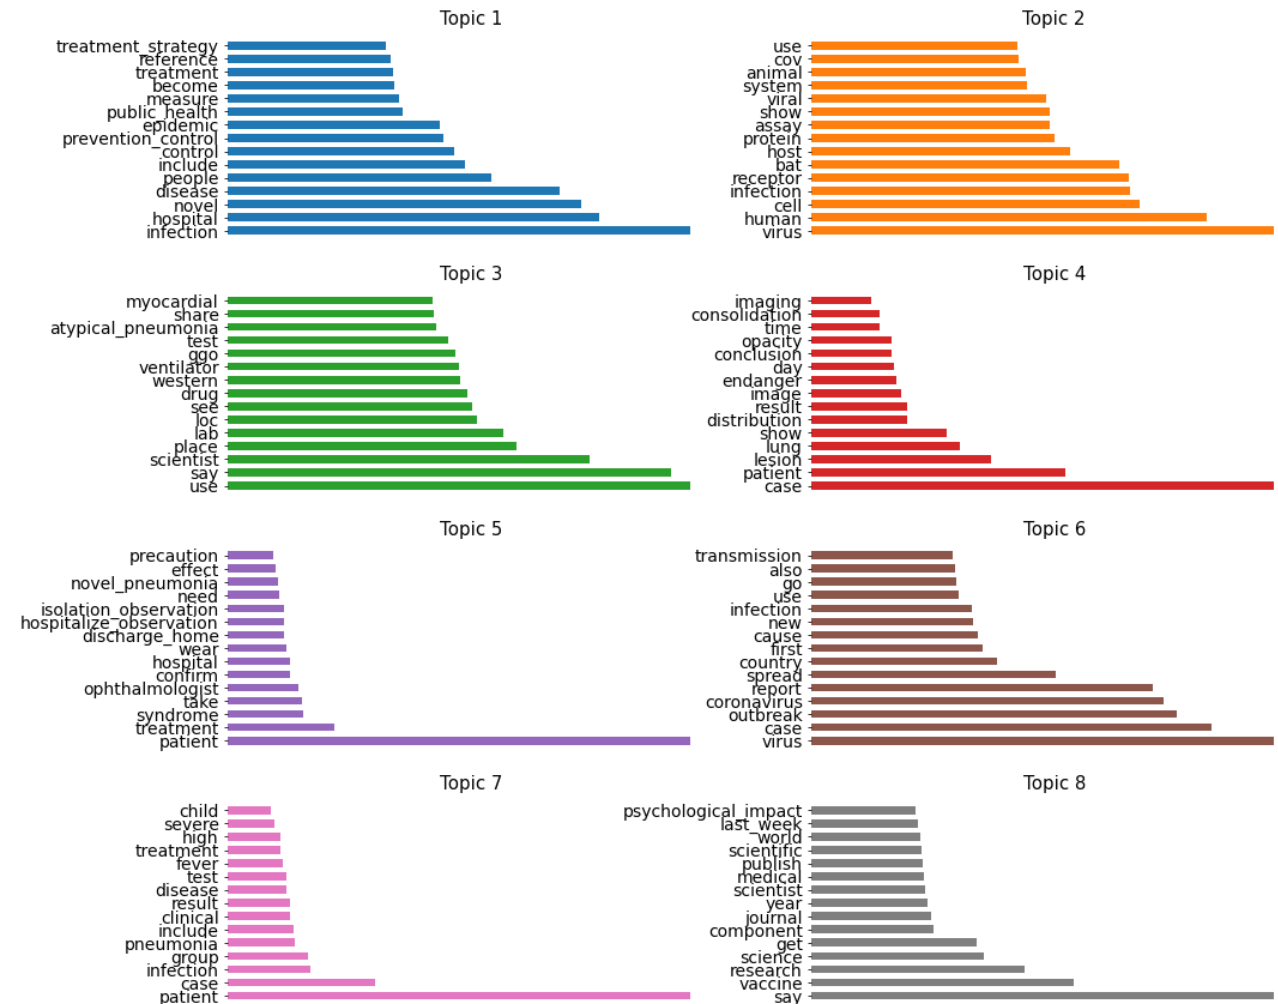 Topic 1
treatment_strategy
reference
treatment
become
measure
public_health
epidemic
prevention_control
control
include
people
disease
novel
hospital
infection
Topic 2
use
cov
animal
system
viral
show
assay
protein
host
bat
receptor
infection
cell
human
virus
Topic 3
myocardial
share
atypical_pneumonia
test
ggo
ventilator
western
drug
see
loc
lab
place
scientist
say
use
Topic 4
imaging
consolidation
time
opacity
conclusion
day
endanger
image
result
distribution
show
lung
lesion
patient
case
Topic 5
precaution
effect
novel_pneumonia
need
isolation_observation
hospitalize_observation
discharge_home
wear
hospital
confirm
ophthalmologist
take
syndrome
treatment
patient
Topic 6
transmission
also
go
use
infection
new
cause
first
country
spread
report
coronavirus
outbreak
case
virus
Topic 7
child
severe
high
treatment
fever
test
disease
result
clinical
include
pneumonia
group
infection
case
patient
Topic 8
psychological_impact
last_week
world
scientific
publish
medical
scientist
year
journal
component
get
science
research
vaccine
say